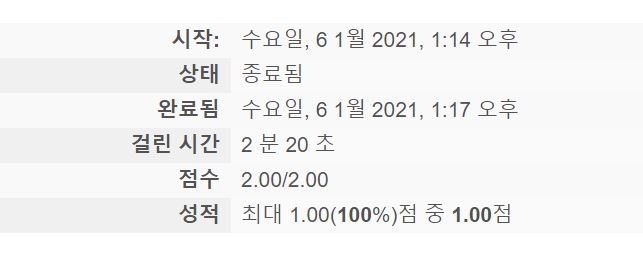 시작: 수요일, 6 1월 2021, 1:14 오후
상태 종료됨
완료됨 수요일, 6 1월 2021, 1:17 오후
걸린 시간 2 분 20 초
점수 2.00/2.00
성적 최대 1.00(100%)점 중 1.00점